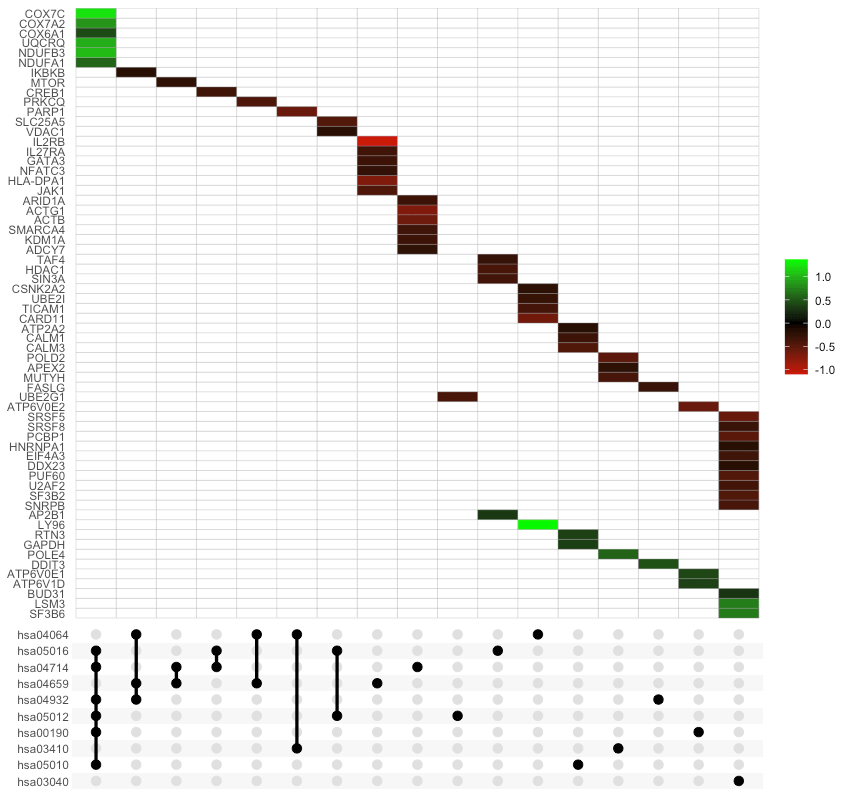 COX7C
COX7A2
COX6A1
UQCRQ
NDUFB3
NDUFA1
IKBKB
MTOR
CREB1
PRKCQ
PARP1
SLC25A5
VDAC1
IL2RB
IL27RA
GATA3
NFATC3
HLA-DPA1
JAK1
ARID1A
ACTG1
ACTB
SMARCA4
KDM1A
ADCY7
TAF4
HDAC1
SIN3A
CSNK2A2
UBE2I
TICAM1
CARD11
ATP2A2
CALM1
CALM3
POLD2
APEX2
MUTYH
FASLG
UBE2G1
ATP6V0E2
SRSF5
SRSF8
PCBP1
HNRNPA1
EIF4A3
DDX23
PUF60
U2AF2
SF3B2
SNRPB
AP2B1
LY96
RTN3
GAPDH
POLE4
DDIT3
ATP6V0E1
ATP6V1D
BUD31
LSM3
SF3B6
1.0
0.5
0.0
-0.5
-1.0
hsa04064
hsa05016
hsa04714
hsa04659
hsa04932
hsa05012
hsa00190
hsa03410
hsa05010
hsa03040